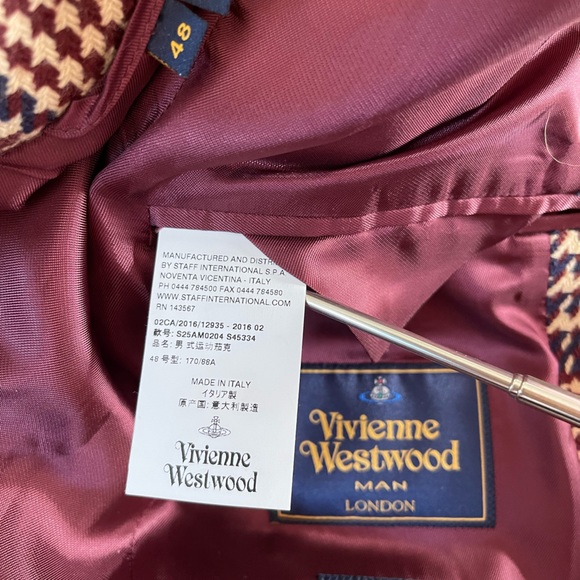 48
MANUFACTURED AND DISTR
BY STAFF INTERNATIONAL S.P.A
NOVENTA VICENTINA - ITALY
PH 0444 784500 FAX 0444 784580
WWW.STAFFINTERNATIONAL.COM
RN 143567
02CA/2016/12935 - 2016 02
款号: S25AM0204 S45334
品名: 男式运动茄克
48 号型: 170/88A
MADE IN ITALY
イタリア製
原产国: 意大利製造
Vivienne
Westwood
Vivienne
Westwood
MAN
LONDON